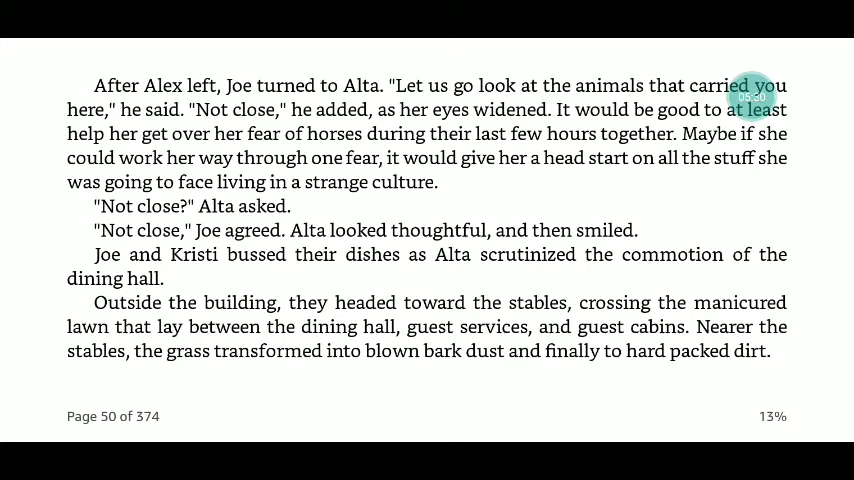 After Alex left, Joe turned to Alta. "Let us go look at the animals that carried you
here," he said. "Not close," he added, as her eyes widened. It would be good to at least
help her get over her fear of horses during their last few hours together. Maybe if she
could work her way through one fear, it would give her a head start on all the stuff she
was going to face living in a strange culture.
"Not close?" Alta asked.
"Not close," Joe agreed. Alta looked thoughtful, and then smiled.
Joe and Kristi bussed their dishes as Alta scrutinized the commotion of the
dining hall.
Outside the building, they headed toward the stables, crossing the manicured
lawn that lay between the dining hall, guest services, and guest cabins. Nearer the
stables, the grass transformed into blown bark dust and finally to hard packed dirt.
Page 50 of 374
13%